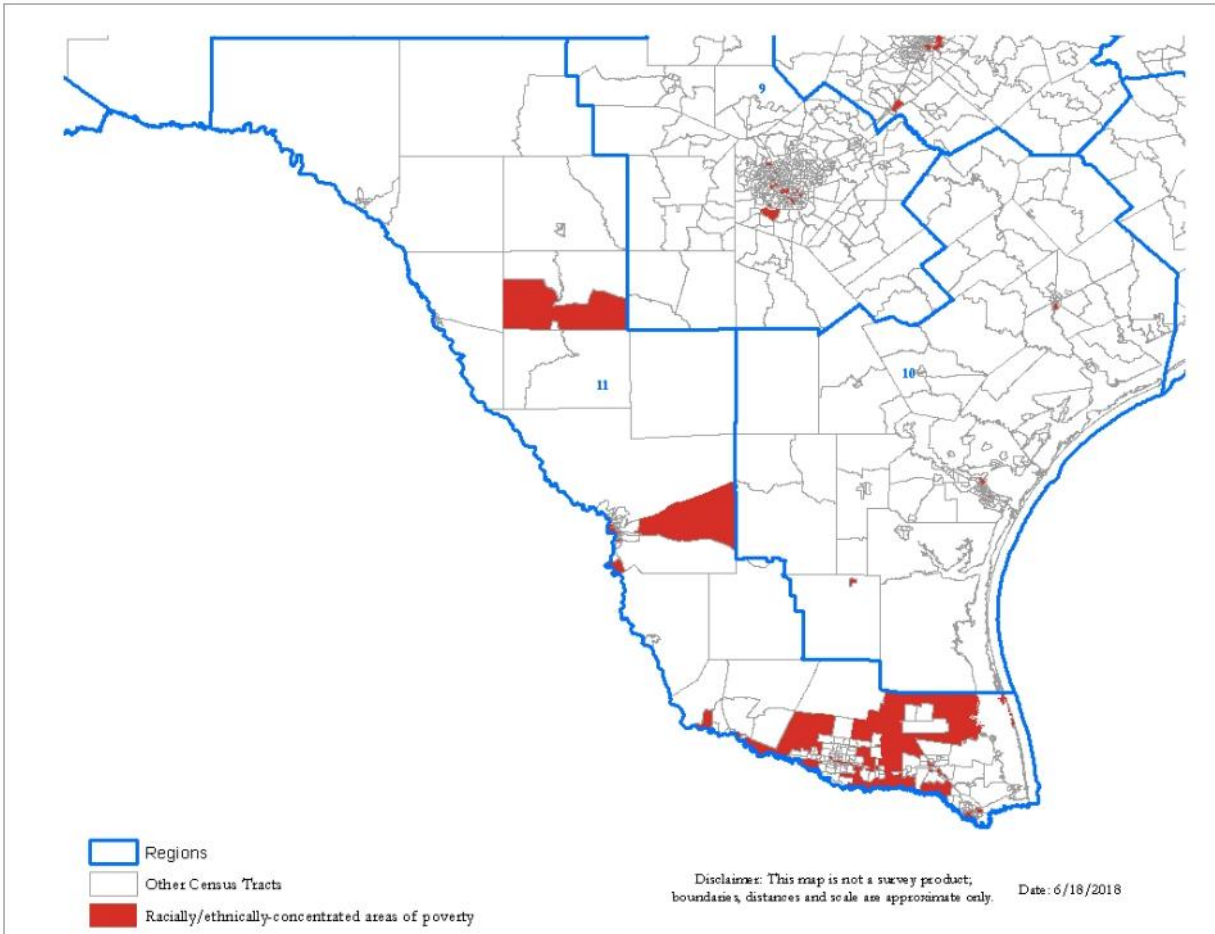 9
11
10
Regions
Other Census Tracts
Racially/ethnically-concentrated areas of poverty
Disclaimer: This map is not a survey product;
boundaries, distances and scale are approximate only.
Date: 6/18/2018